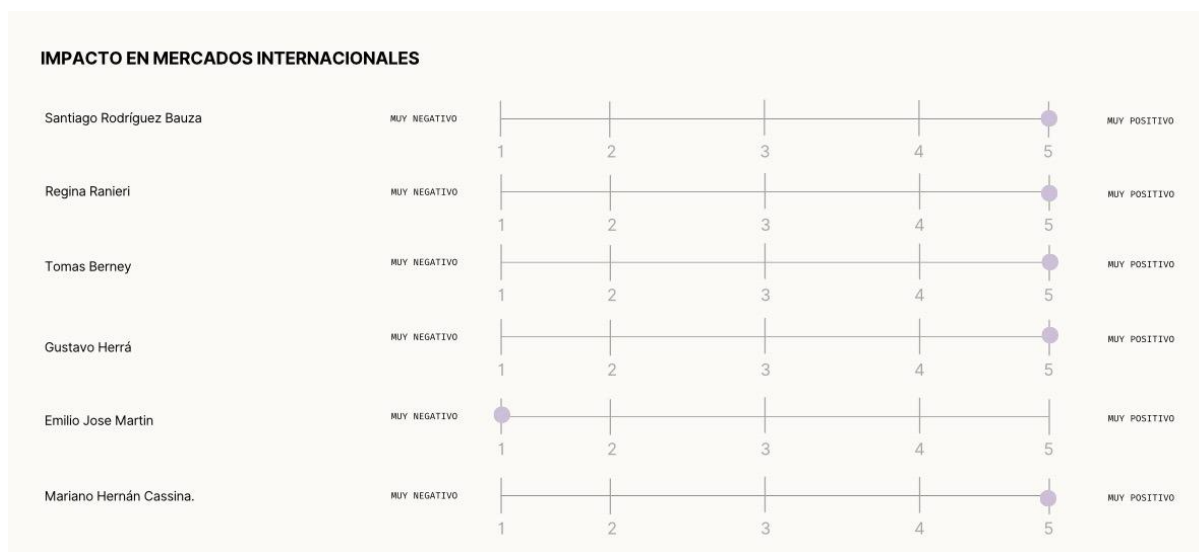 IMPACTO EN MERCADOS INTERNACIONALES
Santiago Rodríguez Bauza MUY NEGATIVO MUY POSITIVO
1 2 3 4 5
Regina Ranieri MUY NEGATIVO MUY POSITIVO
1 2 3 4 5
Tomas Berney MUY NEGATIVO MUY POSITIVO
1 2 3 4 5
Gustavo Herrá MUY NEGATIVO MUY POSITIVO
1 2 3 4 5
Emilio Jose Martin MUY NEGATIVO MUY POSITIVO
1 2 3 4 5
Mariano Hernán Cassina. MUY NEGATIVO MUY POSITIVO
1 2 3 4 5